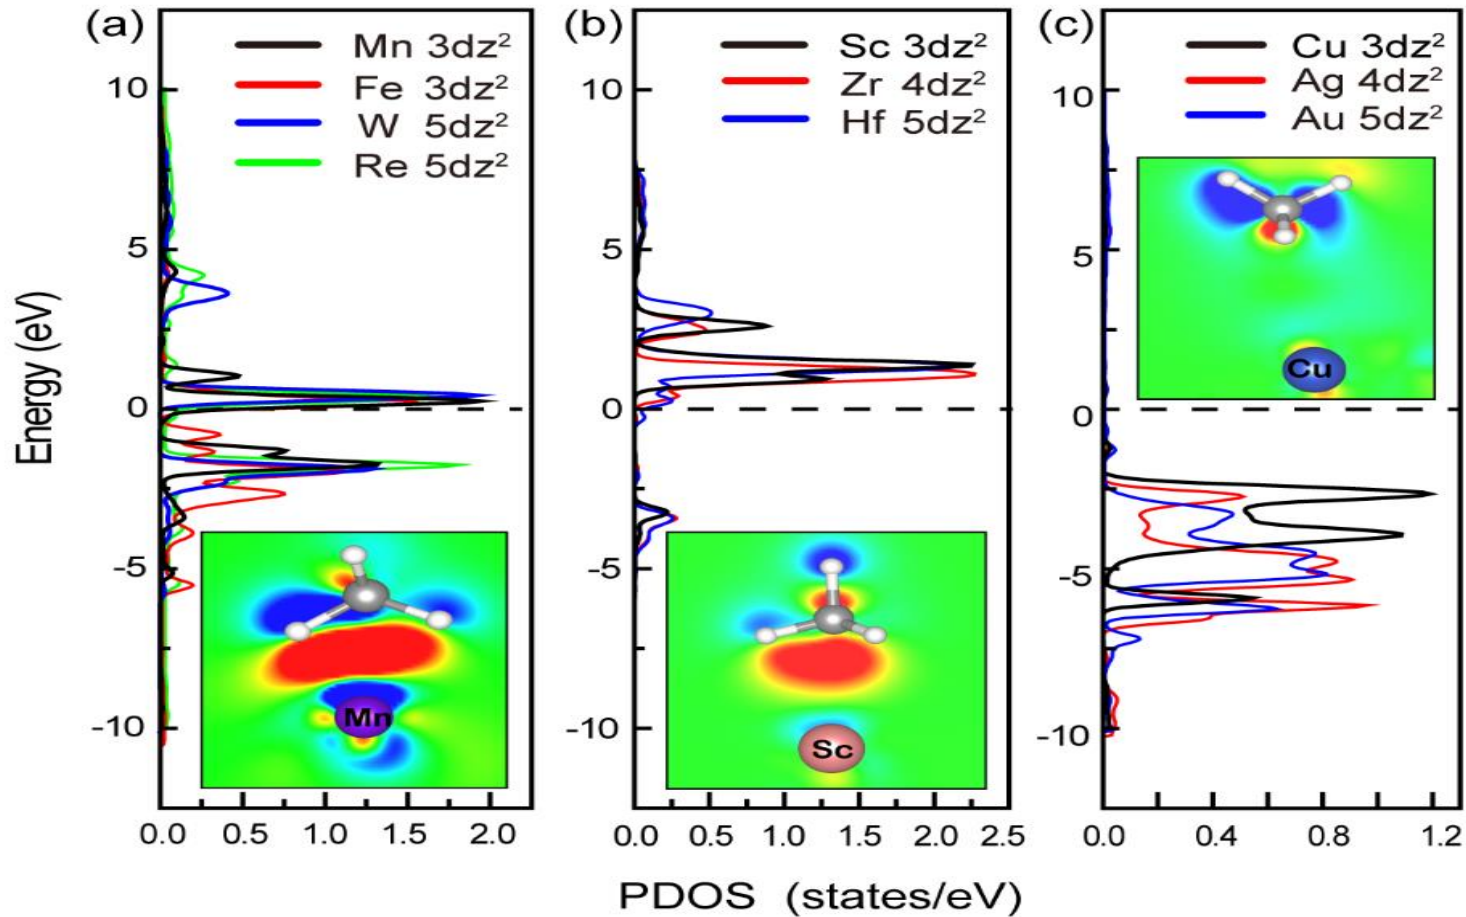 (a)
Mn 3dz²
Fe 3dz²
W 5dz²
Re 5dz²
10
5
0
-5
-10
Energy (eV)
Mn
0.0 0.5 1.0 1.5 2.0
(b)
Sc 3dz²
Zr 4dz²
Hf 5dz²
10
5
0
-5
-10
Sc
0.0 0.5 1.0 1.5 2.0 2.5
(c)
Cu 3dz²
Ag 4dz²
Au 5dz²
10
5
0
-5
-10
Cu
0.0 0.4 0.8 1.2
PDOS (states/eV)